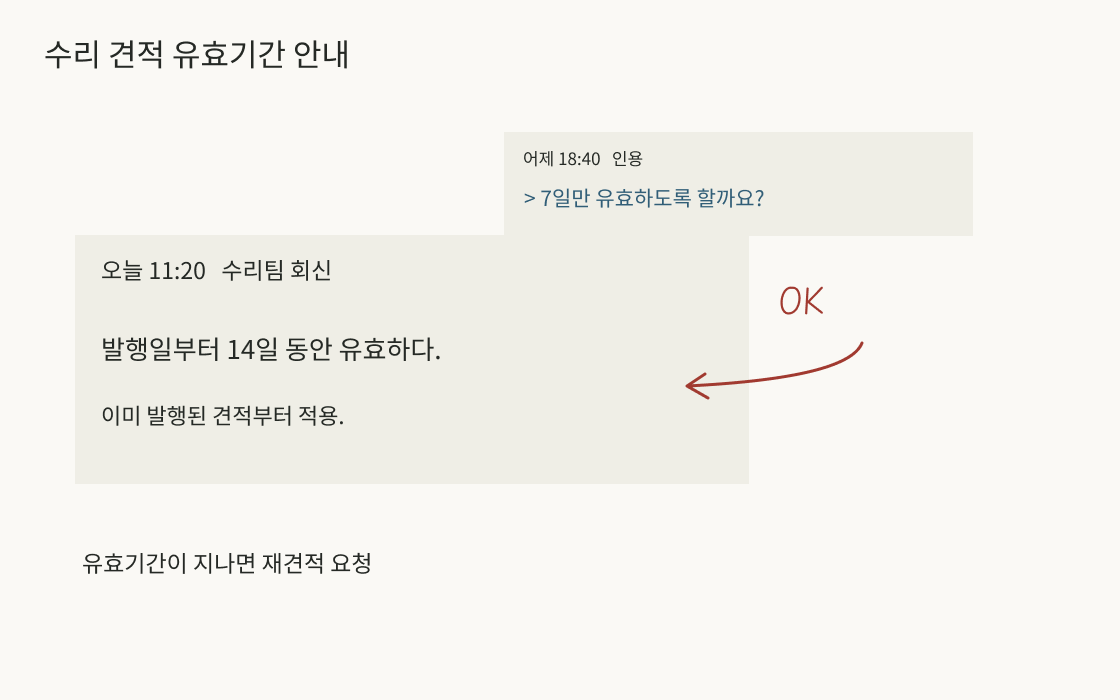 수리 견적 유효기간 안내
어제 18:40 인용
> 7일만 유효하도록 할까요?
오늘 11:20 수리팀 회신
OK
발행일부터 14일 동안 유효하다.
이미 발행된 견적부터 적용.
유효기간이 지나면 재견적 요청